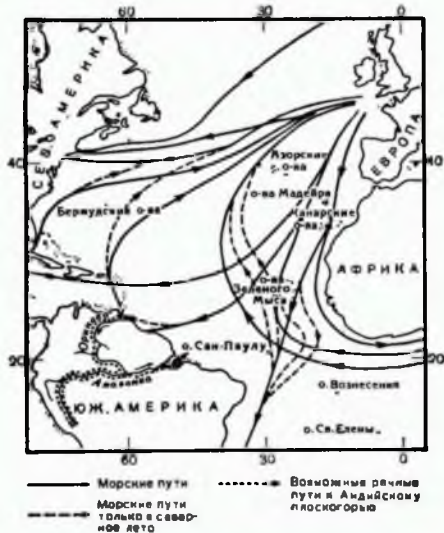 60
30
0
СЕВ. АМЕРИКА
ЕВРОПА
40
40
Азорские
о-ва
о-ва Мадейра
Бермудские о-ва
Канарские
о-ва
АФРИКА
о-ва
Зеленого
Мыса
о. Сан-Паулу
20
20
Амазонка
о. Вознесения
ЮЖ. АМЕРИКА
о. Св. Елены
60
30
0
Морские пути
Морские пути
только в север-
ное лето
Возможные речные
пути к Андийскому
плоскогорью